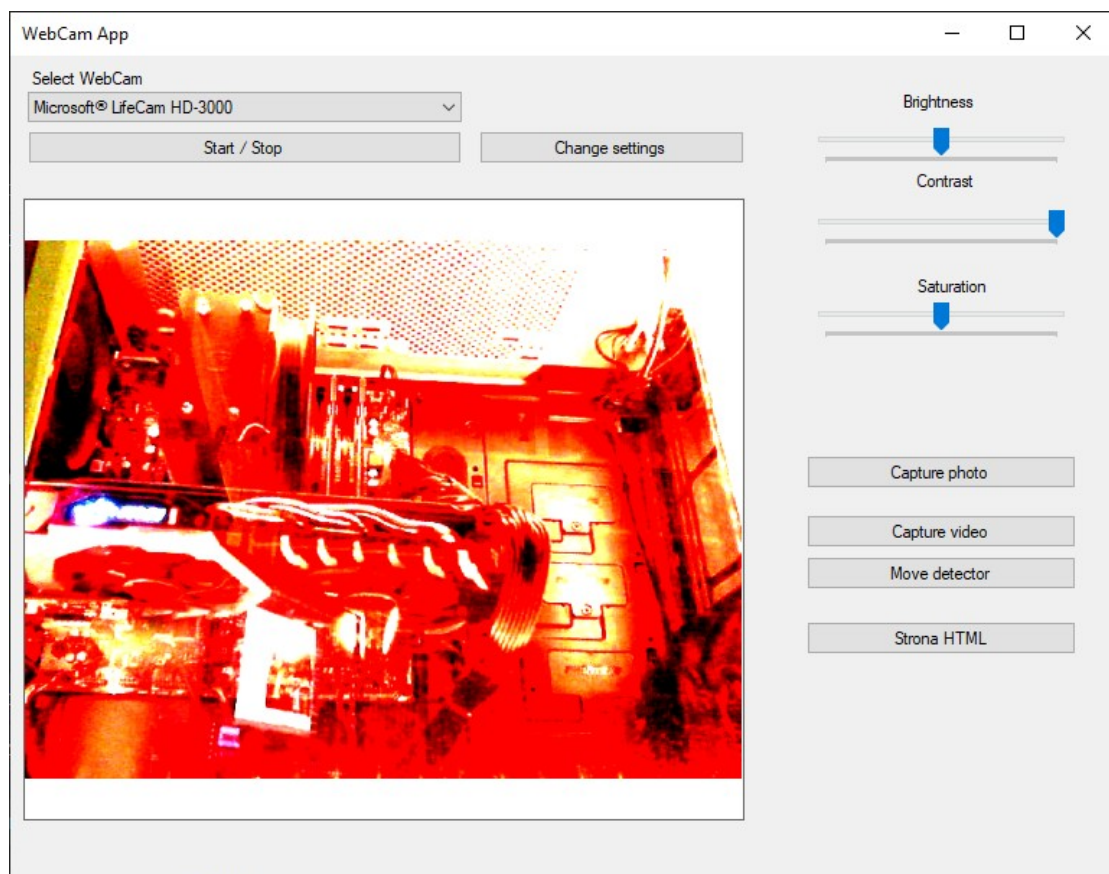 WebCam App
Select WebCam
Microsoft® LifeCam HD-3000
Start / Stop
Change settings
Brightness
Contrast
Saturation
Capture photo
Capture video
Move detector
Strona HTML